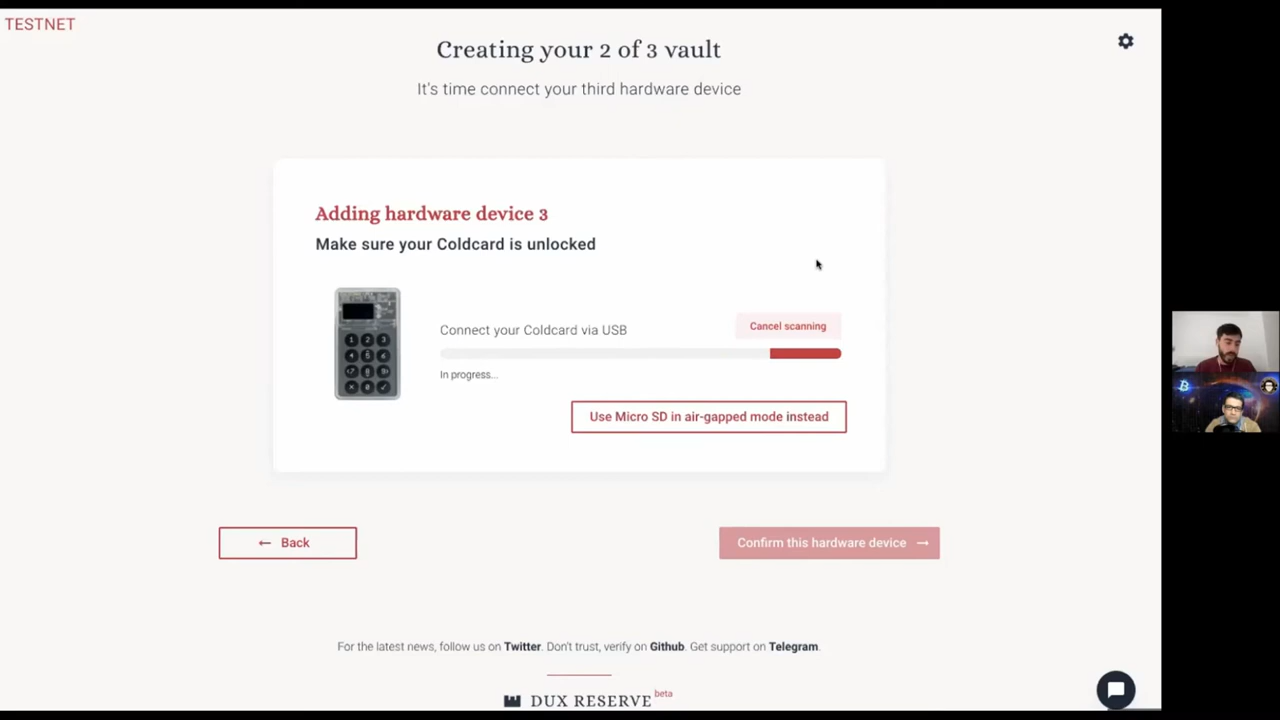 TESTNET
Creating your 2 of 3 vault
It's time connect your third hardware device
Adding hardware device 3
Make sure your Coldcard is unlocked
Connect your Coldcard via USB
Cancel scanning
In progress...
Use Micro SD in air-gapped mode instead
← Back
Confirm this hardware device →
For the latest news, follow us on Twitter. Don't trust, verify on Github. Get support on Telegram.
DUX RESERVE beta